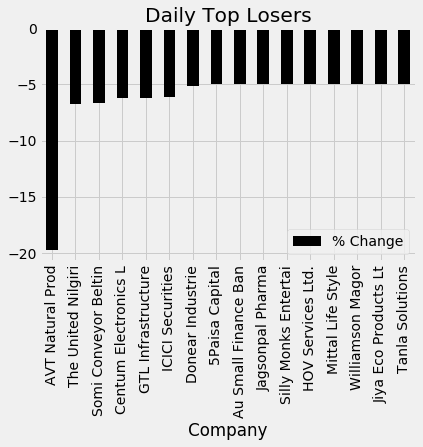 Daily Top Losers
0
−5
−10
−15
−20
% Change
AVT Natural Prod
The United Nilgiri
Somi Conveyor Beltin
Centum Electronics L
GTL Infrastructure
ICICI Securities
Donear Industrie
5Paisa Capital
Au Small Finance Ban
Jagsonpal Pharma
Silly Monks Entertai
HOV Services Ltd.
Mittal Life Style
Williamson Magor
Jiya Eco Products Lt
Tanla Solutions
Company